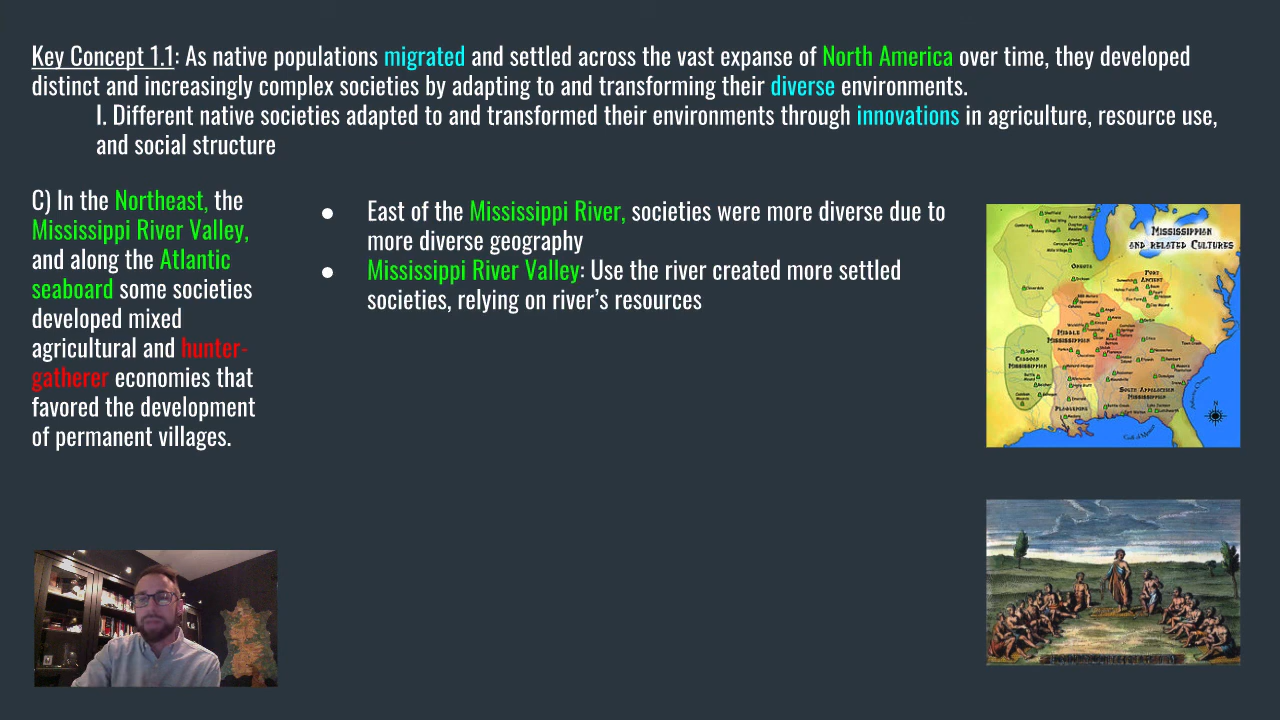 Key Concept 1.1: As native populations migrated and settled across the vast expanse of North America over time, they developed
distinct and increasingly complex societies by adapting to and transforming their diverse environments.
I. Different native societies adapted to and transformed their environments through innovations in agriculture, resource use,
and social structure
C) In the Northeast, the
Mississippi River Valley,
and along the Atlantic
seaboard some societies
developed mixed
agricultural and hunter-
gatherer economies that
favored the development
of permanent villages.
● East of the Mississippi River, societies were more diverse due to
more diverse geography
● Mississippi River Valley: Use the river created more settled
societies, relying on river's resources
Mississippian
and related Cultures
Oneota
Fort
Ancient
Middle
Mississippian
Caddoan
Mississippian
South Appalachian
Mississippian
Plaquemine
Gulf of Mexico
N